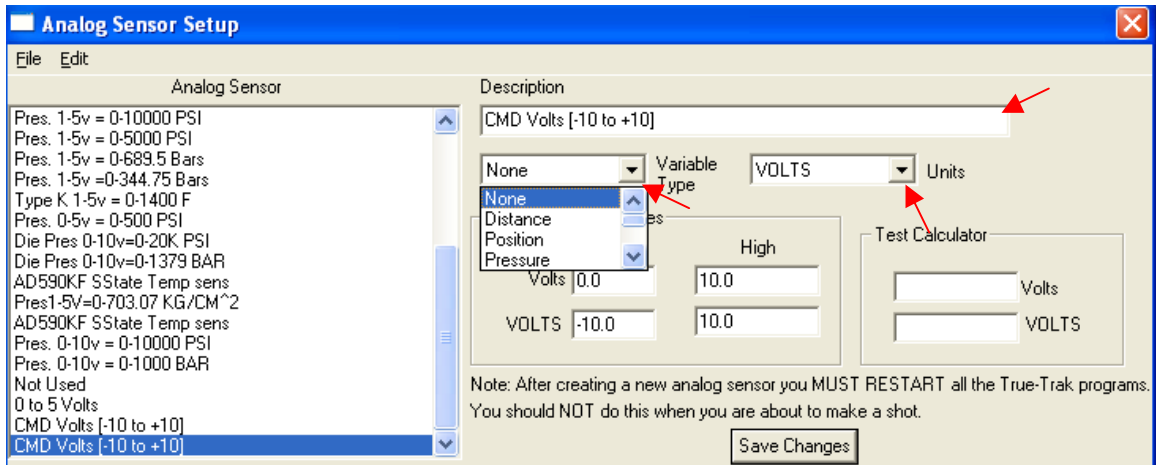 Analog Sensor Setup
File Edit
Analog Sensor
Pres. 1-5v = 0-10000 PSI
Pres. 1-5v = 0-5000 PSI
Pres. 1-5v = 0-689.5 Bars
Pres. 1-5v =0-344.75 Bars
Type K 1-5v = 0-1400 F
Pres. 0-5v = 0-500 PSI
Die Pres 0-10v=0-20K PSI
Die Pres 0-10v=0-1379 BAR
AD590KF SState Temp sens
Pres1-5V=0-703.07 KG/CM^2
AD590KF SState Temp sens
Pres. 0-10v = 0-10000 PSI
Pres. 0-10v = 0-1000 BAR
Not Used
0 to 5 Volts
CMD Volts [-10 to +10]
CMD Volts [-10 to +10]
Description
CMD Volts [-10 to +10]
None Variable Type VOLTS Units
None
Distance
Position
Pressure
es
High
Volts 0.0 10.0
VOLTS -10.0 10.0
Test Calculator
Volts
VOLTS
Note: After creating a new analog sensor you MUST RESTART all the True-Trak programs.
You should NOT do this when you are about to make a shot.
Save Changes